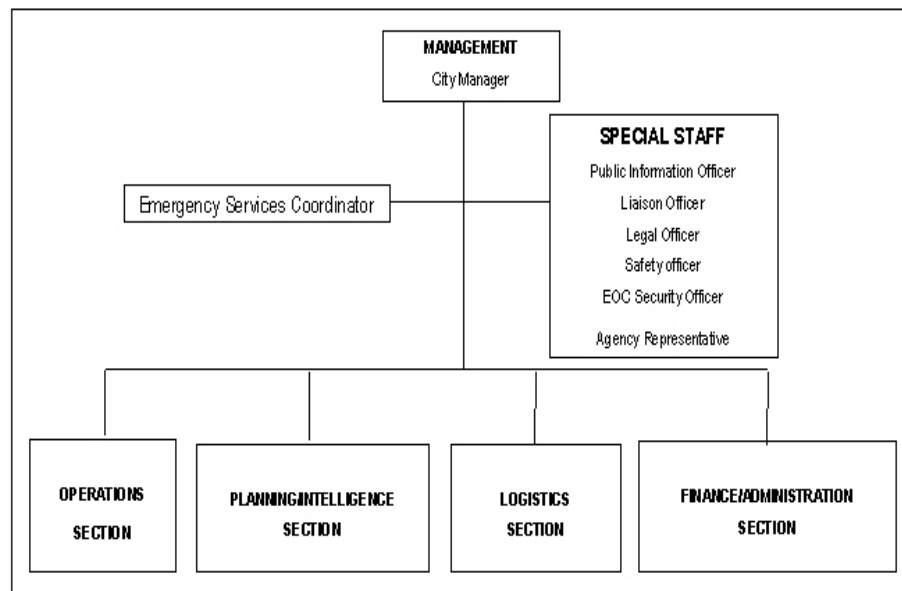 MANAGEMENT
City Manager
SPECIAL STAFF
Public Information Officer
Liaison Officer
Legal Officer
Safety officer
EOC Security Officer
Agency Representative
Emergency Services Coordinator
OPERATIONS
SECTION
PLANNING/INTELLIGENCE
SECTION
LOGISTICS
SECTION
FINANCE/ADMINISTRATION
SECTION